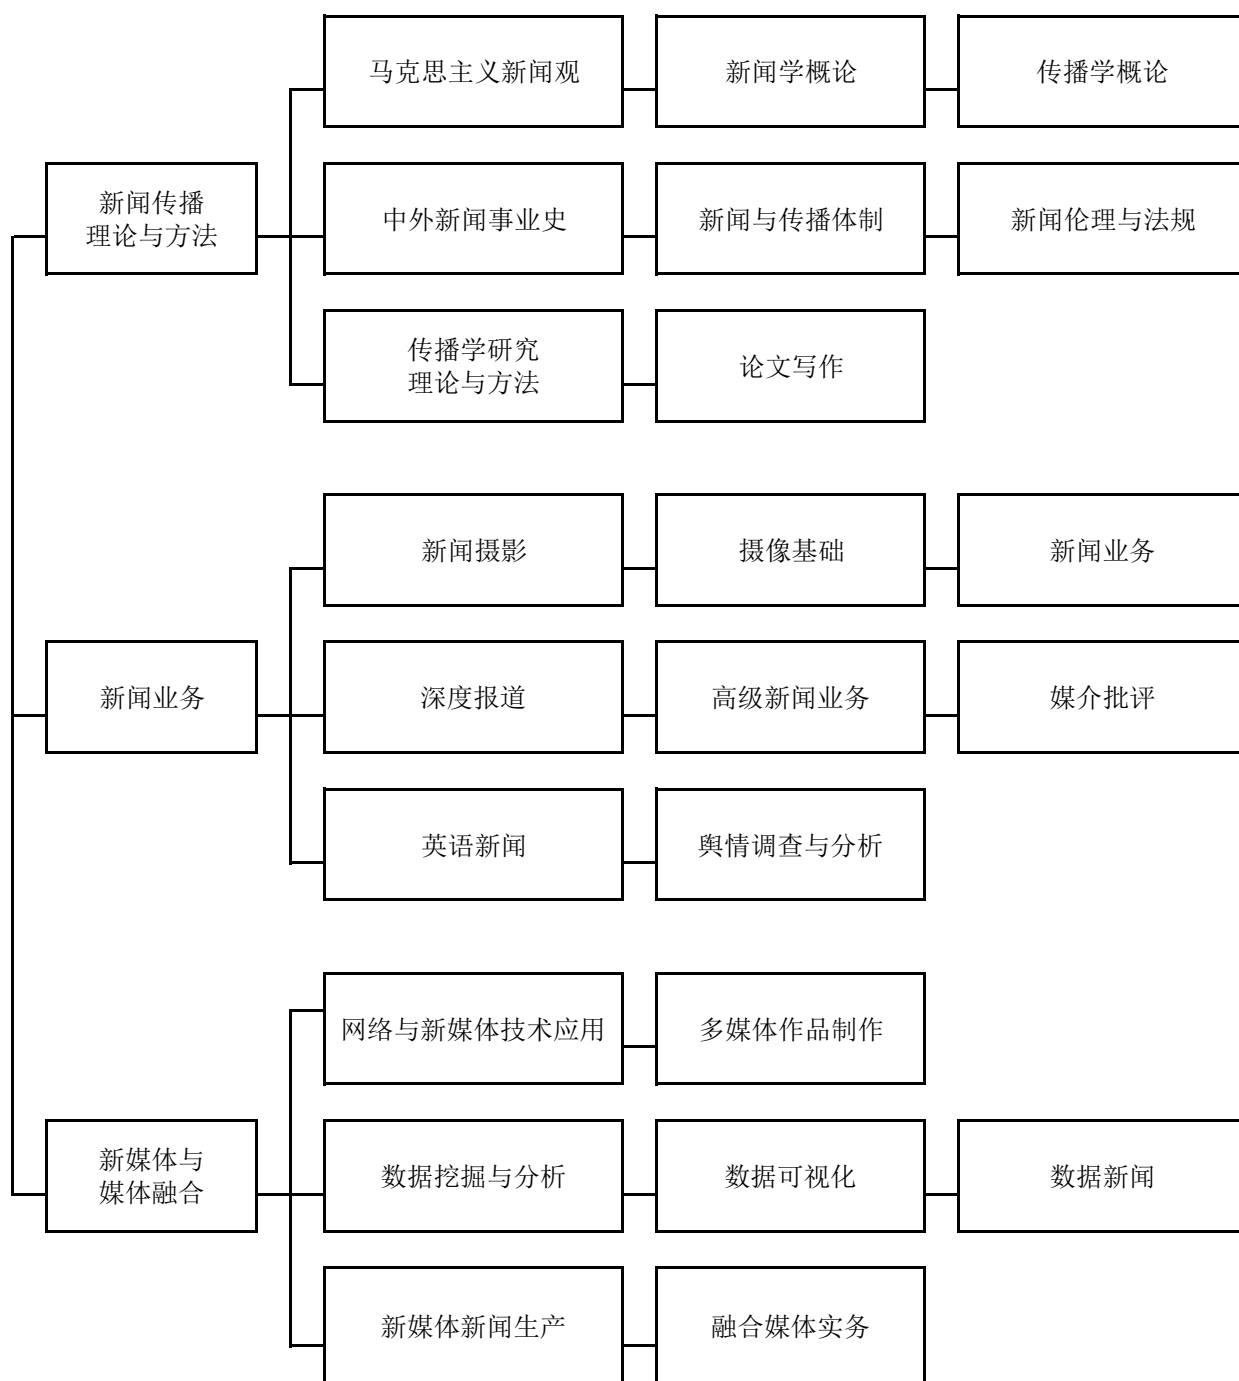 马克思主义新闻观
新闻学概论
传播学概论
新闻传播
理论与方法
中外新闻事业史
新闻与传播体制
新闻伦理与法规
传播学研究
理论与方法
论文写作
新闻摄影
摄像基础
新闻业务
新闻业务
深度报道
高级新闻业务
媒介批评
英语新闻
舆情调查与分析
网络与新媒体技术应用
多媒体作品制作
新媒体与
媒体融合
数据挖掘与分析
数据可视化
数据新闻
新媒体新闻生产
融合媒体实务